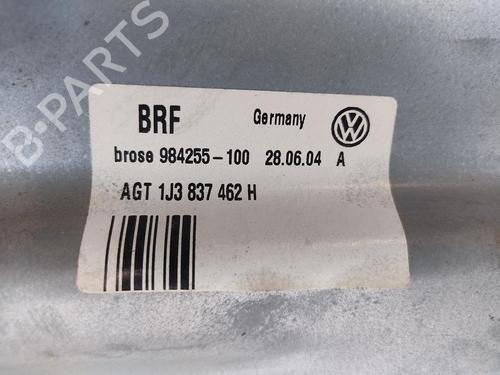 B-PARTS
BRF Germany
brose 984255-100 28.06.04 A
AGT 1J3 837 462 H